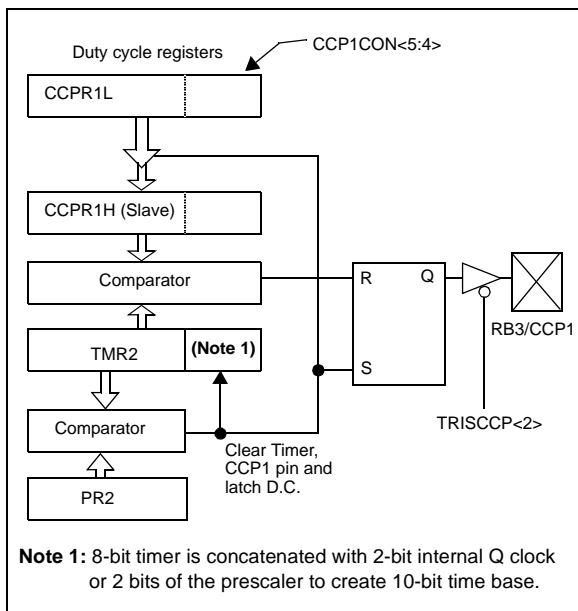 Duty cycle registers
CCP1CON<5:4>
CCPR1L
CCPR1H (Slave)
Comparator
R
Q
RB3/CCP1
TMR2
(Note 1)
S
TRISCCP<2>
Comparator
Clear Timer,
CCP1 pin and
latch D.C.
PR2
Note 1: 8-bit timer is concatenated with 2-bit internal Q clock
or 2 bits of the prescaler to create 10-bit time base.